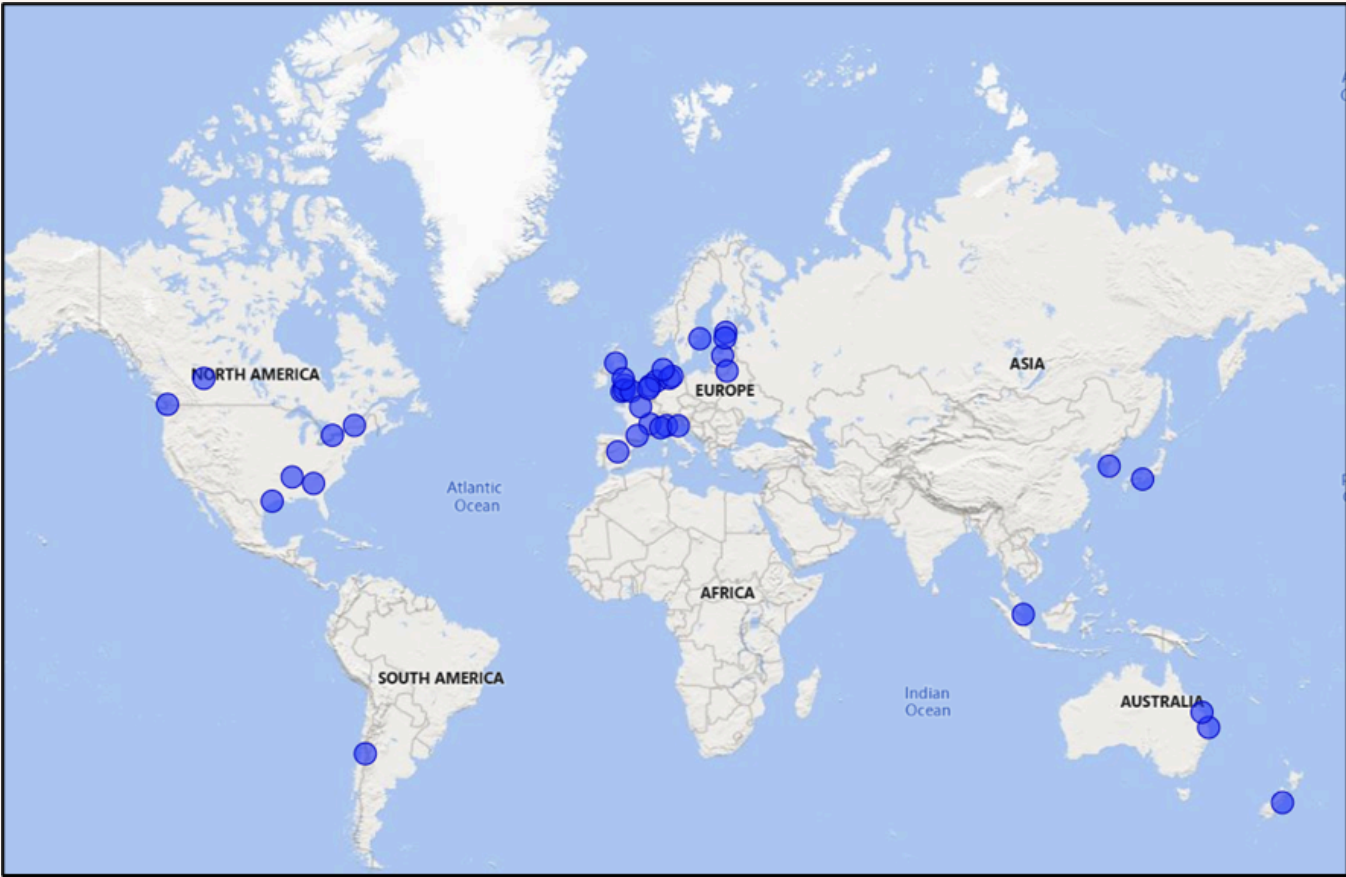 ASIA
NORTH AMERICA
EUROPE
Atlantic
Ocean
AFRICA
SOUTH AMERICA
Indian
Ocean
AUSTRALIA